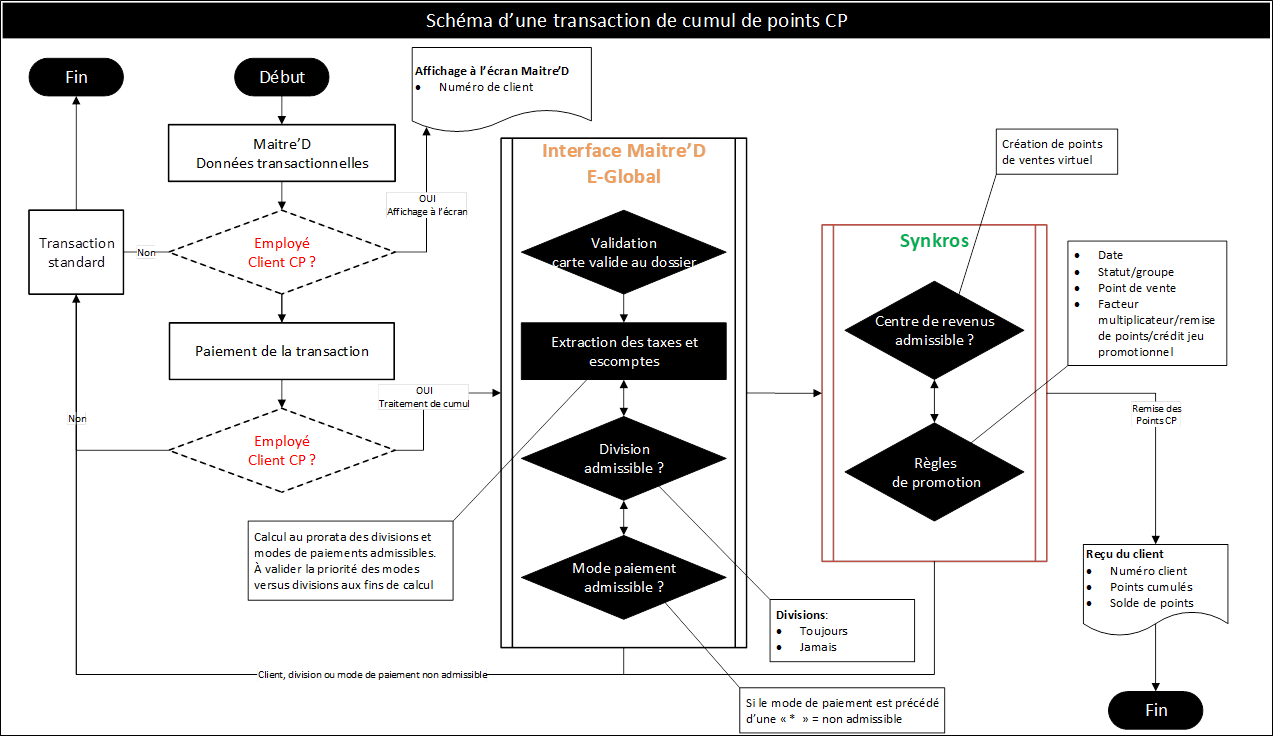 Schéma d’une transaction de cumul de points CP
Fin
Début
Affichage à l’écran Maitre’D
• Numéro de client
Maitre’D
Données transactionnelles
OUI
Affichage à l’écran
Employé
Client CP ?
Non
Transaction
standard
Paiement de la transaction
OUI
Traitement de cumul
Employé
Client CP ?
Non
Interface Maitre’D
E-Global
Validation
carte valide au dossier
Extraction des taxes et
escomptes
Division
admissible ?
Mode paiement
admissible ?
Calcul au prorata des divisions et
modes de paiements admissibles.
À valider la priorité des modes
versus divisions aux fins de calcul
Divisions:
• Toujours
• Jamais
Si le mode de paiement est précédé
d’une « * » = non admissible
Client, division ou mode de paiement non admissible
Synkros
Centre de revenus
admissible ?
Règles
de promotion
Création de points
de ventes virtuel
• Date
• Statut/groupe
• Point de vente
• Facteur
multiplicateur/remise
de points/crédit jeu
promotionnel
Remise des
Points CP
Reçu du client
• Numéro client
• Points cumulés
• Solde de points
Fin